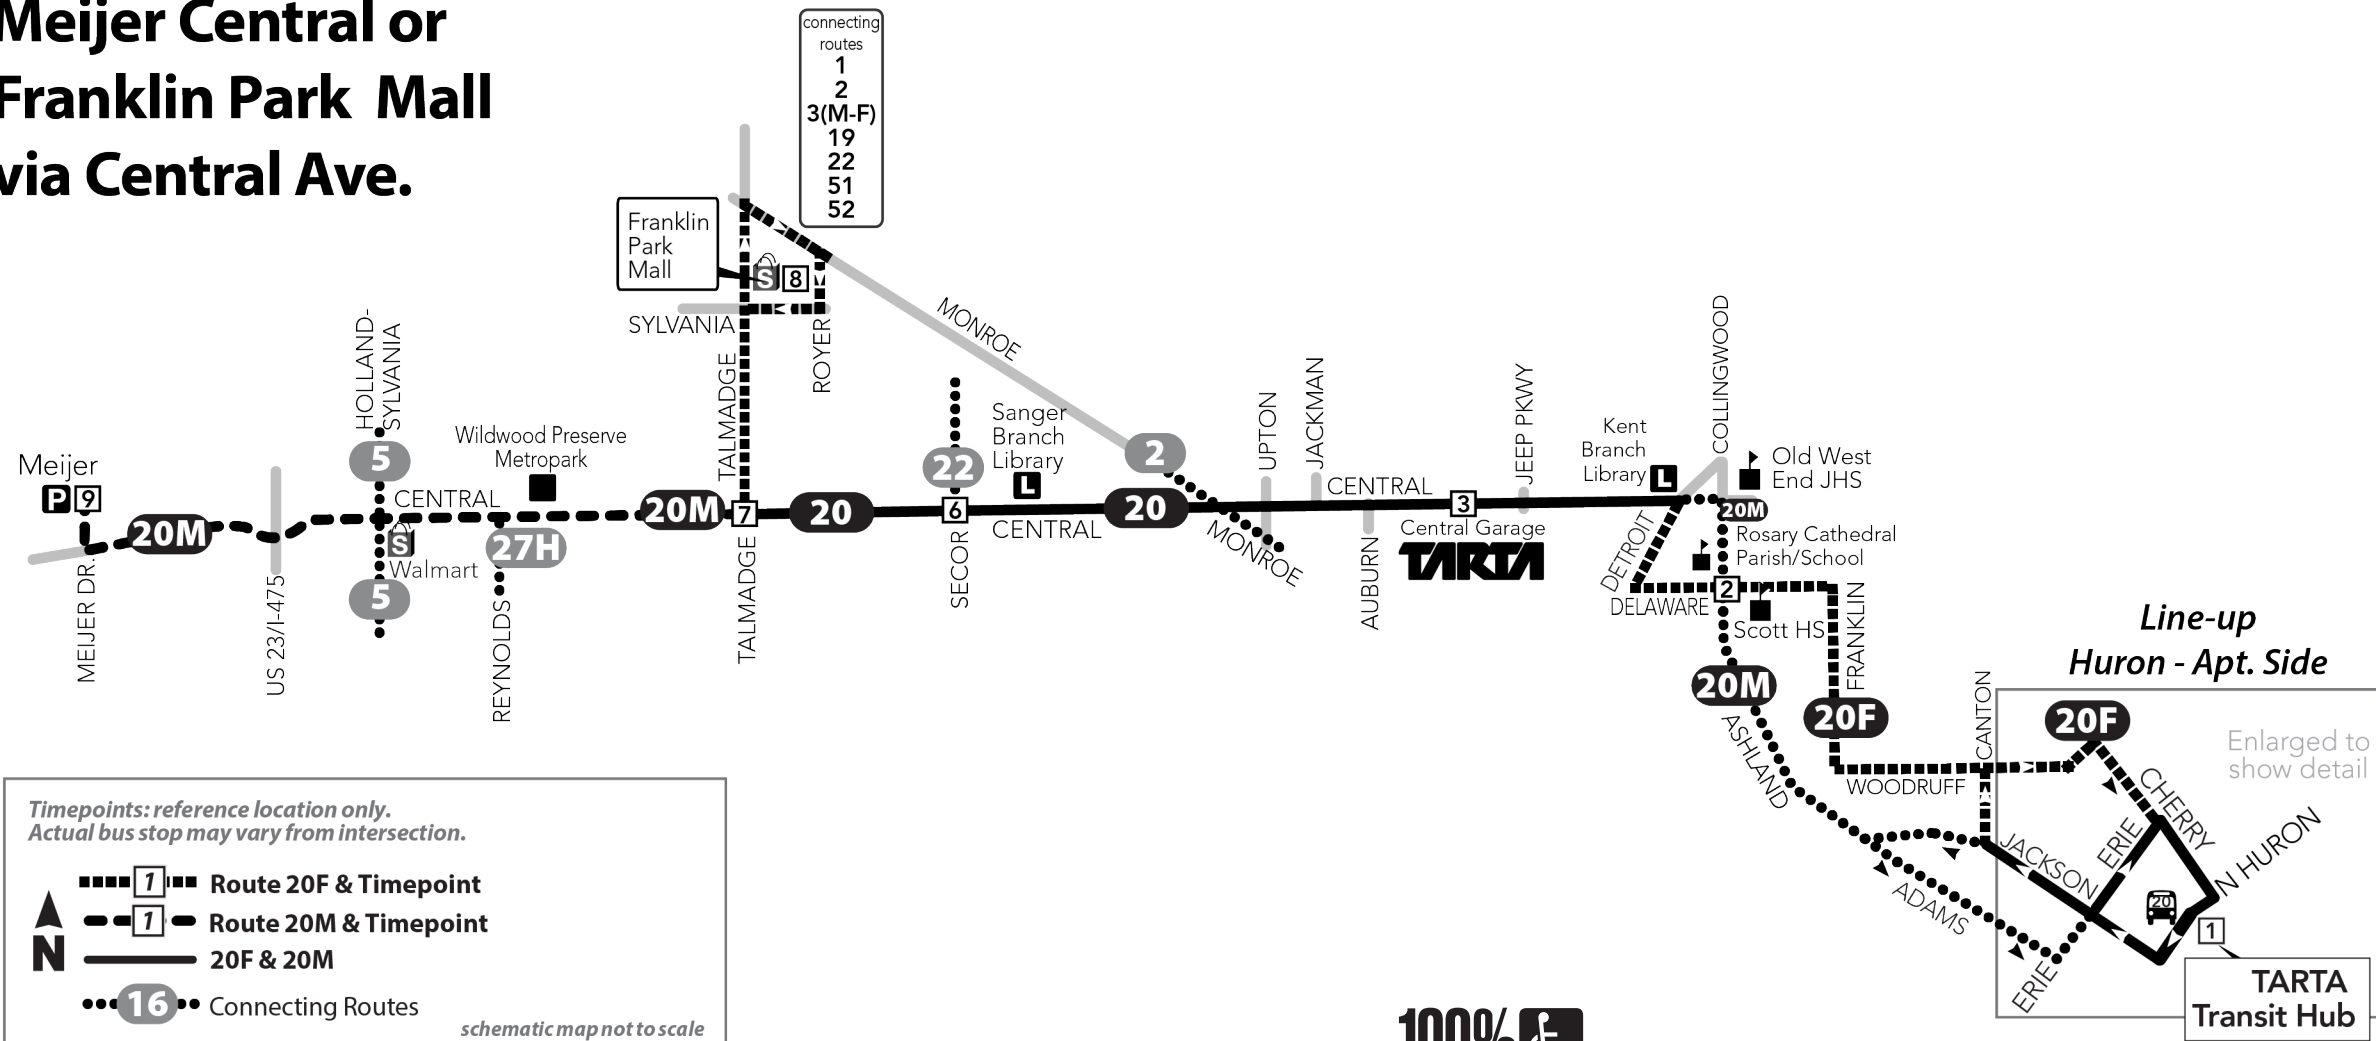 Meijer Central or
Franklin Park Mall
via Central Ave.
connecting
routes
1
2
3(M-F)
19
22
51
52
Franklin
Park
Mall
S
8
SYLVANIA
ROYER
TALMADGE
MONROE
HOLLAND-
SYLVANIA
5
Wildwood Preserve
Metropark
Meijer
P
9
20M
CENTRAL
S
Walmart
27H
5
MEIJER DR.
US 23/I-475
REYNOLDS
20M
7
20
TALMADGE
22
6
SECOR
Sanger
Branch
Library
L
CENTRAL
2
20
MONROE
UPTON
JACKMAN
CENTRAL
AUBURN
3
Central Garage
TARTA
JEEP PKWY
Kent
Branch
Library
L
COLLINGWOOD
Old West
End JHS
20M
Rosary Cathedral
Parish/School
DETROIT
DELAWARE
2
Scott HS
FRANKLIN
20M
ASHLAND
20F
WOODRUFF
CANTON
Line-up
Huron - Apt. Side
20F
Enlarged to
show detail
CHERRY
ERIE
N HURON
JACKSON
20
1
ADAMS
ERIE
TARTA
Transit Hub
Timepoints: reference location only.
Actual bus stop may vary from intersection.
1
Route 20F & Timepoint
1
Route 20M & Timepoint
20F & 20M
16
Connecting Routes
N
schematic map not to scale
100%